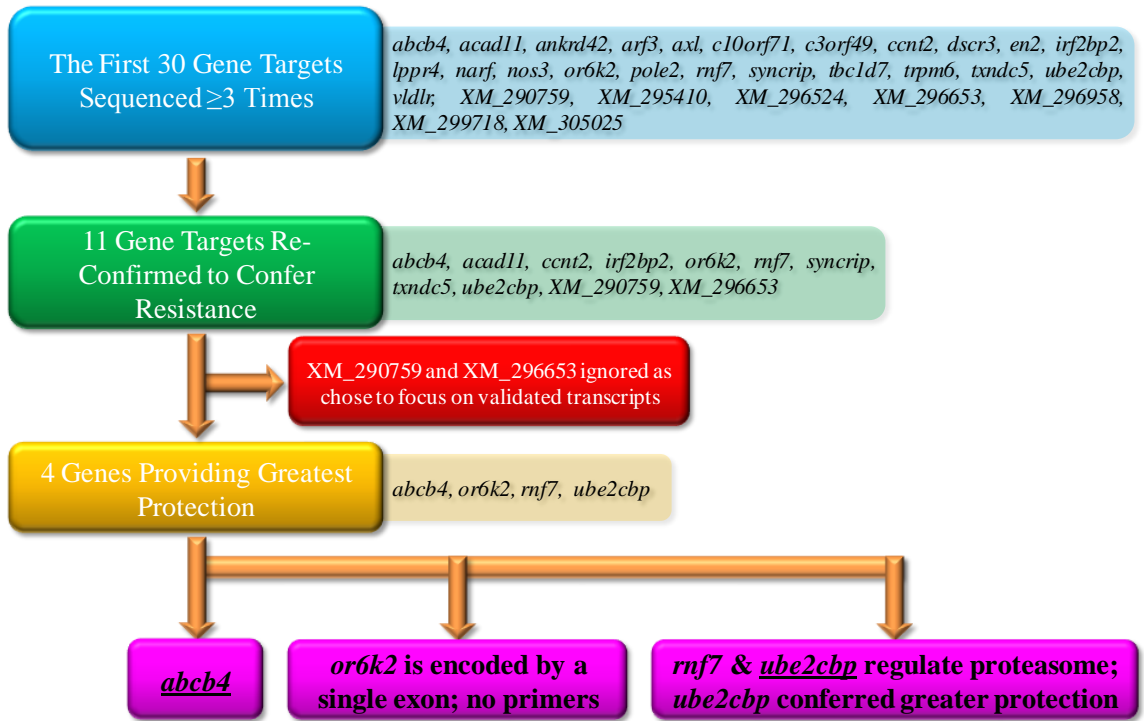 The First 30 Gene Targets
Sequenced ≥3 Times
abcb4, acad11, ankrd42, arf3, axl, c10orf71, c3orf49, ccnt2, dscr3, en2, irf2bp2,
lppr4, narf, nos3, or6k2, pole2, rnf7, syncrip, tbc1d7, trpm6, txndc5, ube2cbp,
vldlr, XM_290759, XM_295410, XM_296524, XM_296653, XM_296958,
XM_299718, XM_305025
11 Gene Targets Re-
Confirmed to Confer
Resistance
abcb4, acad11, ccnt2, irf2bp2, or6k2, rnf7, syncrip,
txndc5, ube2cbp, XM_290759, XM_296653
XM_290759 and XM_296653 ignored as
chose to focus on validated transcripts
4 Genes Providing Greatest
Protection
abcb4, or6k2, rnf7, ube2cbp
abcb4
or6k2 is encoded by a
single exon; no primers
rnf7 & ube2cbp regulate proteasome;
ube2cbp conferred greater protection